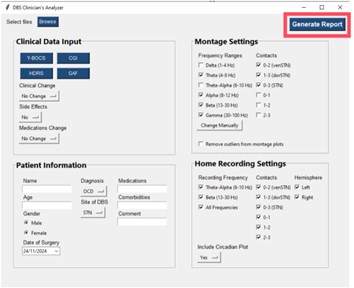 DBS Clinician's Analyzer
Select files Browse
Generate Report
Clinical Data Input
Y-BOCS CGI
HDRS GAF
Clinical Change
No Change
Side Effects
No
Medications Change
No Change
Montage Settings
Frequency Ranges Contacts
Delta (1-4 Hz) 0-2 (venSTN)
Theta (4-8 Hz) 1-3 (dorSTN)
Theta-Alpha (6-10 Hz) 0-3 (STN)
Alpha (8-12 Hz) 0-1
Beta (13-30 Hz) 1-2
Gamma (30-100 Hz) 2-3
Change Manually
Remove outliers from montage plots
Patient Information
Name Diagnosis Medications
OCD
Age Site of DBS Comorbidities
STN
Gender Comment
Male
Female
Date of Surgery
24/11/2024
Home Recording Settings
Recording Frequency Contacts Hemisphere
Theta-Alpha (6-10 Hz) 0-2 (venSTN) Left
Beta (13-30 Hz) 1-3 (dorSTN) Right
All Frequencies 0-3 (STN)
0-1
1-2
2-3
Include Circadian Plot
Yes